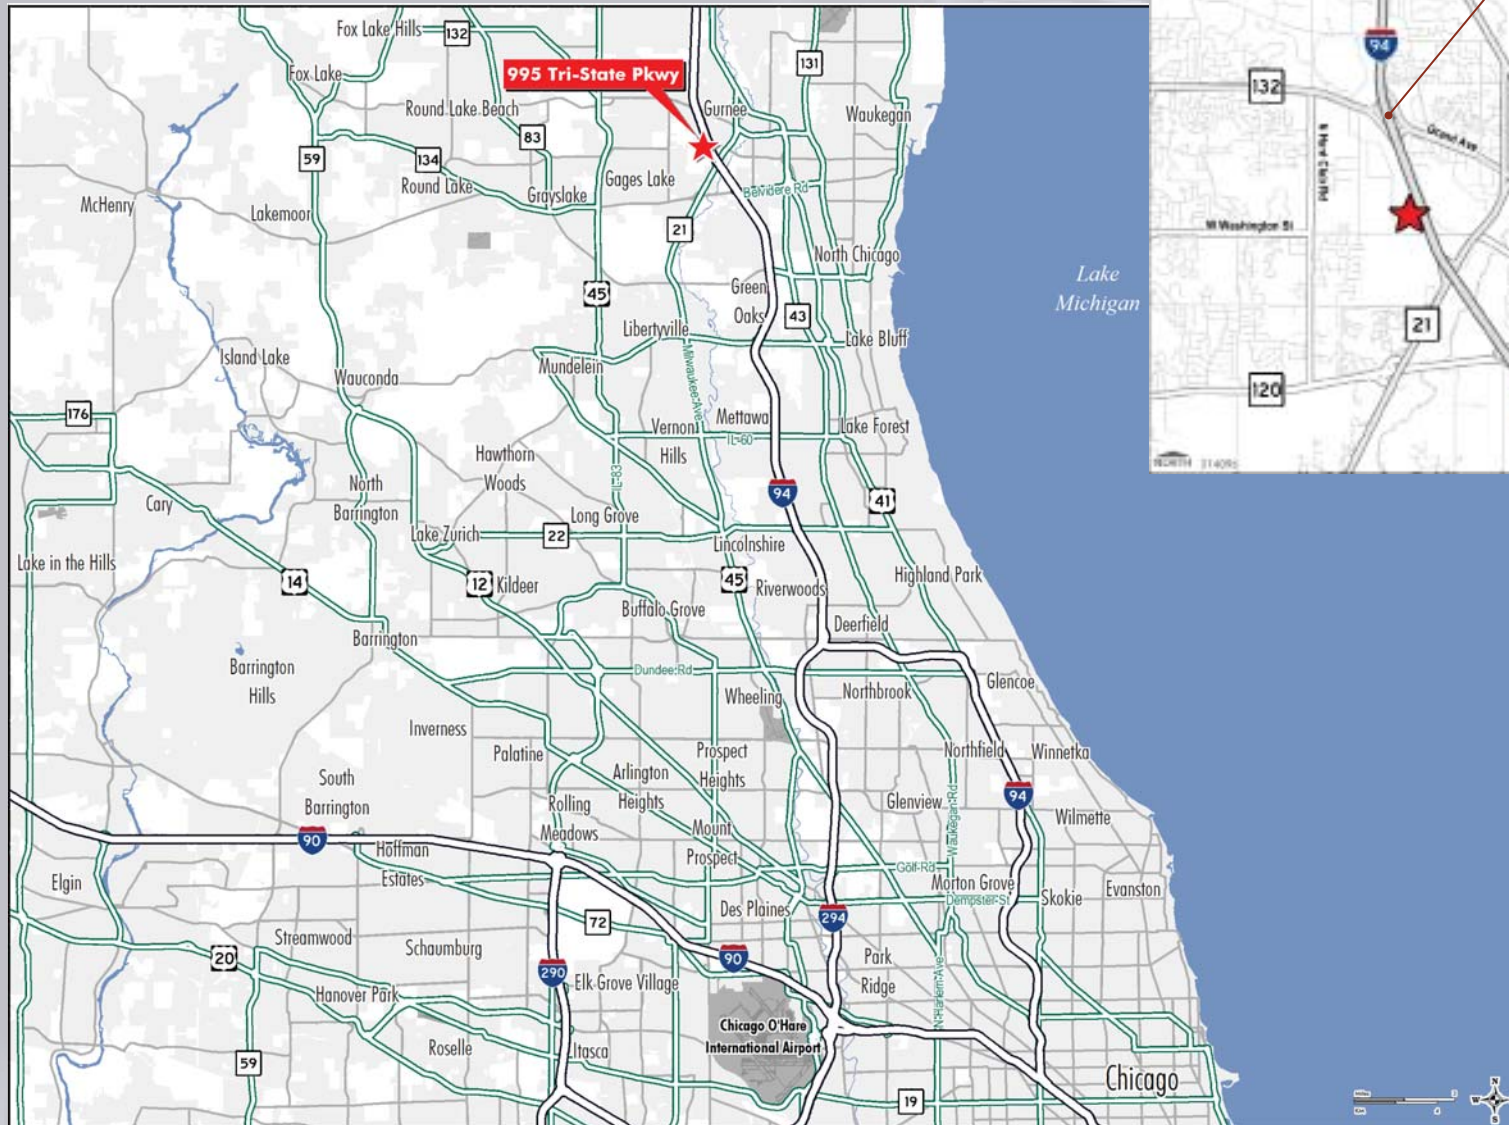 Fox Lake Hills
132
131
94
995 Tri-State Pkwy
Fox Lake
132
Round Lake Beach
Gurnee
Waukegan
83
Grand Ave
59
134
Round Lake
Gages Lake
Grayslake
Belvidere Rd
McHenry
Lakemoor
21
W Washington St
North Chicago
Lake
Michigan
45
Green
Oaks
43
Libertyville
21
Lake Bluff
Island Lake
Mundelein
Milwaukee Ave
Wauconda
120
176
Mettawa
Vernon
Hills
IL-60
Lake Forest
Hawthorn
Woods
NORTH
IL-83
North
Barrington
94
41
Cary
Long Grove
Lake Zurich
22
Lincolnshire
Lake in the Hills
14
12
Kildeer
45
Riverwoods
Highland Park
Buffalo Grove
Deerfield
Barrington
Barrington
Hills
Dundee Rd
Wheeling
Northbrook
Glencoe
Inverness
Palatine
Prospect
Heights
Northfield
Winnetka
South
Barrington
Arlington
Heights
Rolling
Meadows
Glenview
Waukegan Rd
94
Wilmette
90
Hoffman
Estates
Mount
Prospect
Golf Rd
Elgin
Morton Grove
Dempster St
Skokie
Evanston
Des Plaines
294
72
Streamwood
Schaumburg
20
90
Park
Ridge
290
Elk Grove Village
Hanover Park
N Harlem Ave
Chicago O'Hare
International Airport
Roselle
Itasca
59
Chicago
19
N
W
E
S